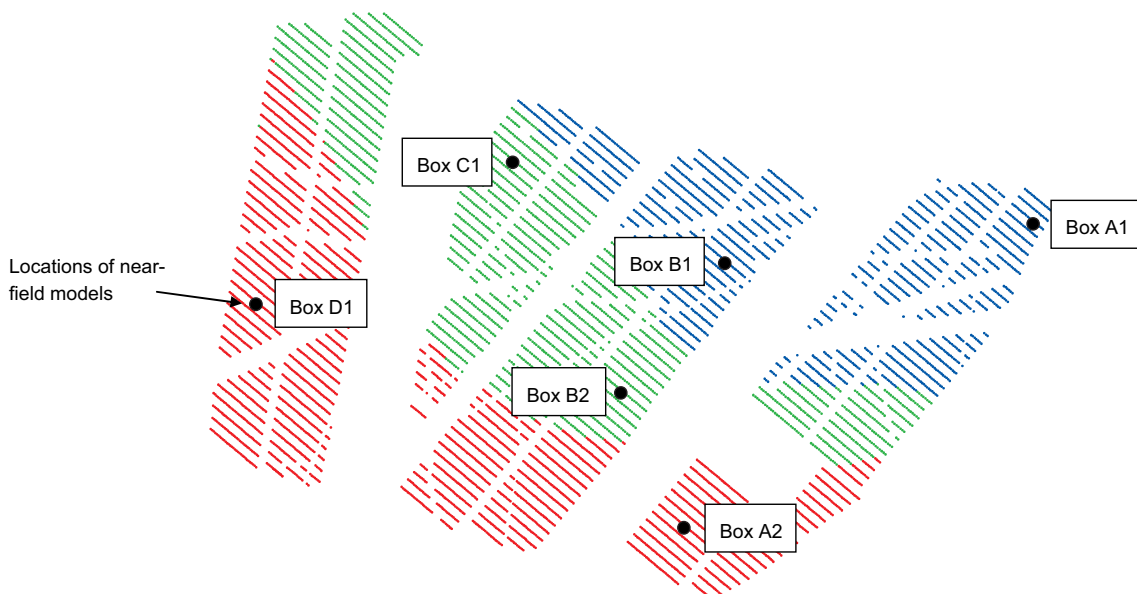 Box C1
Box A1
Box B1
Locations of near-
field models
Box D1
Box B2
Box A2